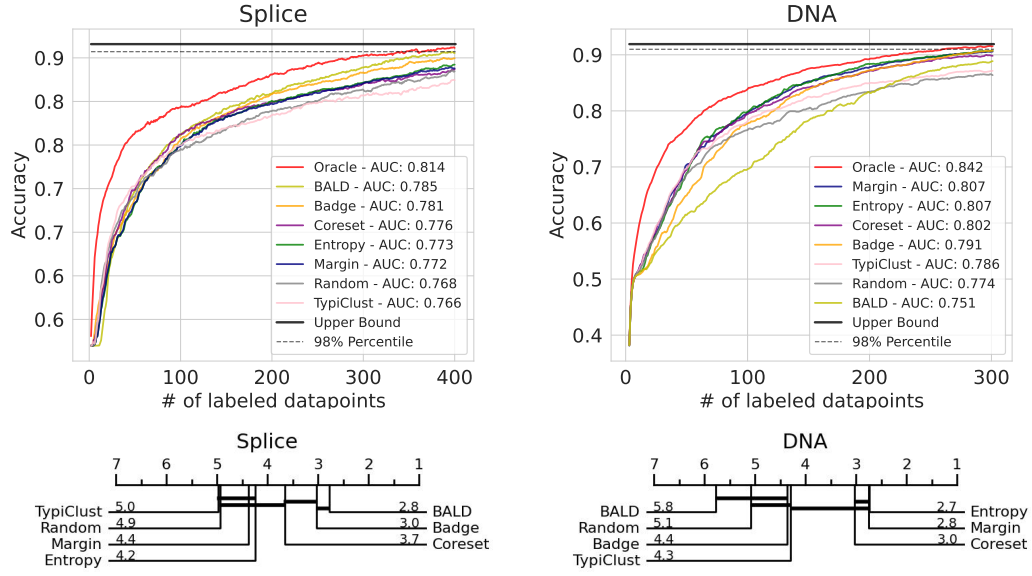 Splice
Accuracy
0.9
0.8
0.8
0.7
0.7
0.6
0.6
Oracle - AUC: 0.814
BALD - AUC: 0.785
Badge - AUC: 0.781
Coreset - AUC: 0.776
Entropy - AUC: 0.773
Margin - AUC: 0.772
Random - AUC: 0.768
TypiClust - AUC: 0.766
Upper Bound
98% Percentile
0 100 200 300 400
# of labeled datapoints
DNA
Accuracy
0.9
0.8
0.7
0.6
0.5
0.4
Oracle - AUC: 0.842
Margin - AUC: 0.807
Entropy - AUC: 0.807
Coreset - AUC: 0.802
Badge - AUC: 0.791
TypiClust - AUC: 0.786
Random - AUC: 0.774
BALD - AUC: 0.751
Upper Bound
98% Percentile
0 100 200 300
# of labeled datapoints
Splice
7 6 5 4 3 2 1
TypiClust 5.0 2.8 BALD
Random 4.9 3.0 Badge
Margin 4.4 3.7 Coreset
Entropy 4.2
DNA
7 6 5 4 3 2 1
BALD 5.8 2.7 Entropy
Random 5.1 2.8 Margin
Badge 4.4 3.0 Coreset
TypiClust 4.3